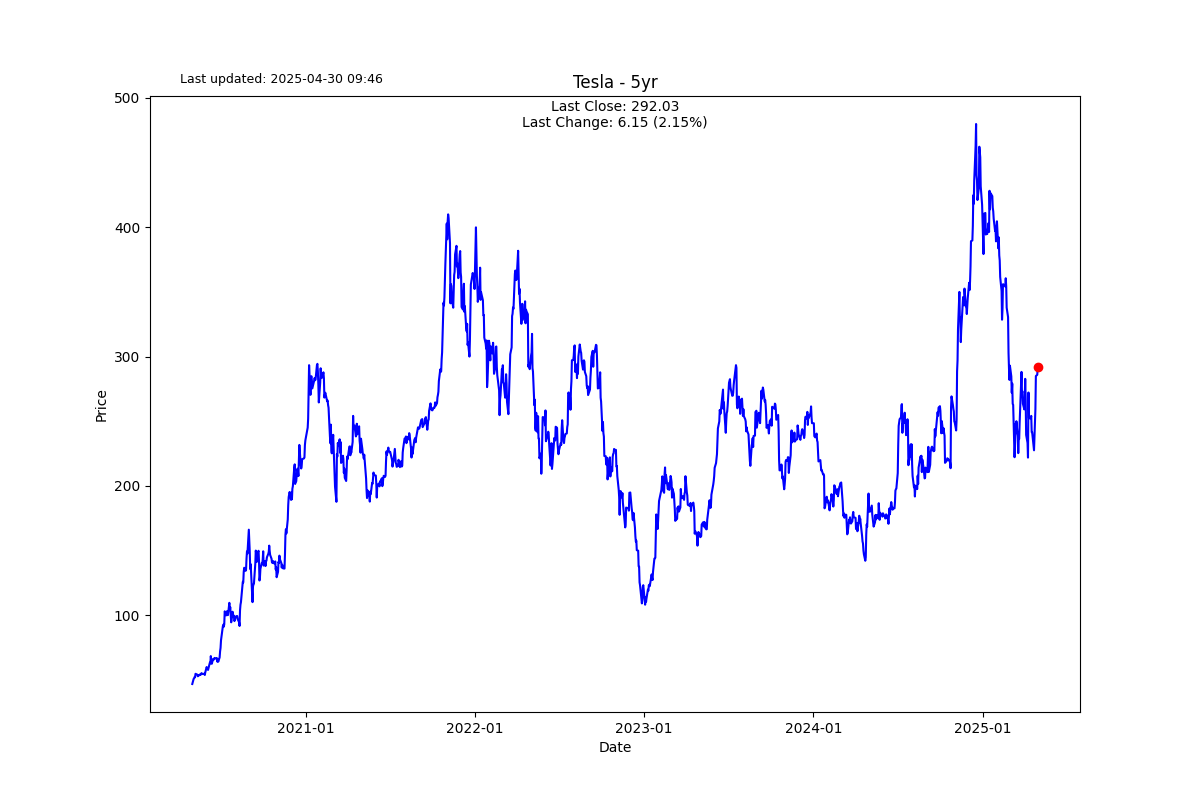 Last updated: 2025-04-30 09:46
Tesla - 5yr
Last Close: 292.03
Last Change: 6.15 (2.15%)
500
400
300
200
100
Price
2021-01
2022-01
2023-01
2024-01
2025-01
Date